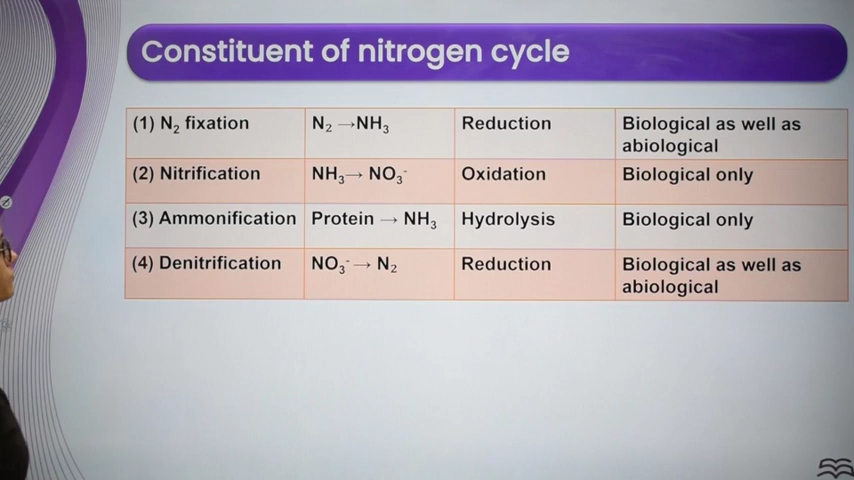 Constituent of nitrogen cycle
(1) N₂ fixation N₂ →NH₃ Reduction Biological as well as
abiological
(2) Nitrification NH₃→ NO₃⁻ Oxidation Biological only
(3) Ammonification Protein → NH₃ Hydrolysis Biological only
(4) Denitrification NO₃⁻→ N₂ Reduction Biological as well as
abiological